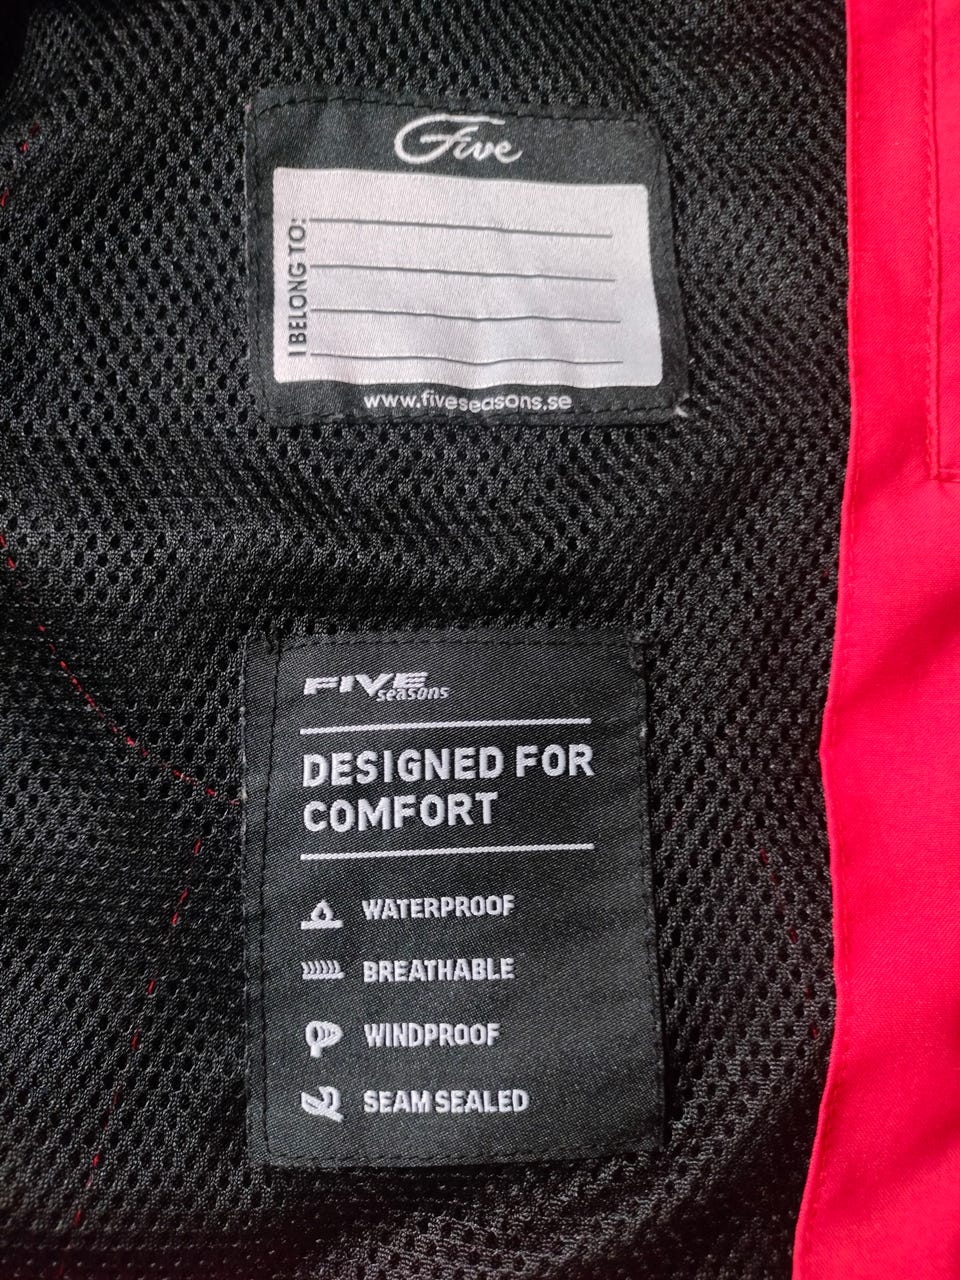 Five
I BELONG TO:
www.fiveseasons.se
FIVE
seasons
DESIGNED FOR
COMFORT
WATERPROOF
BREATHABLE
WINDPROOF
SEAM SEALED